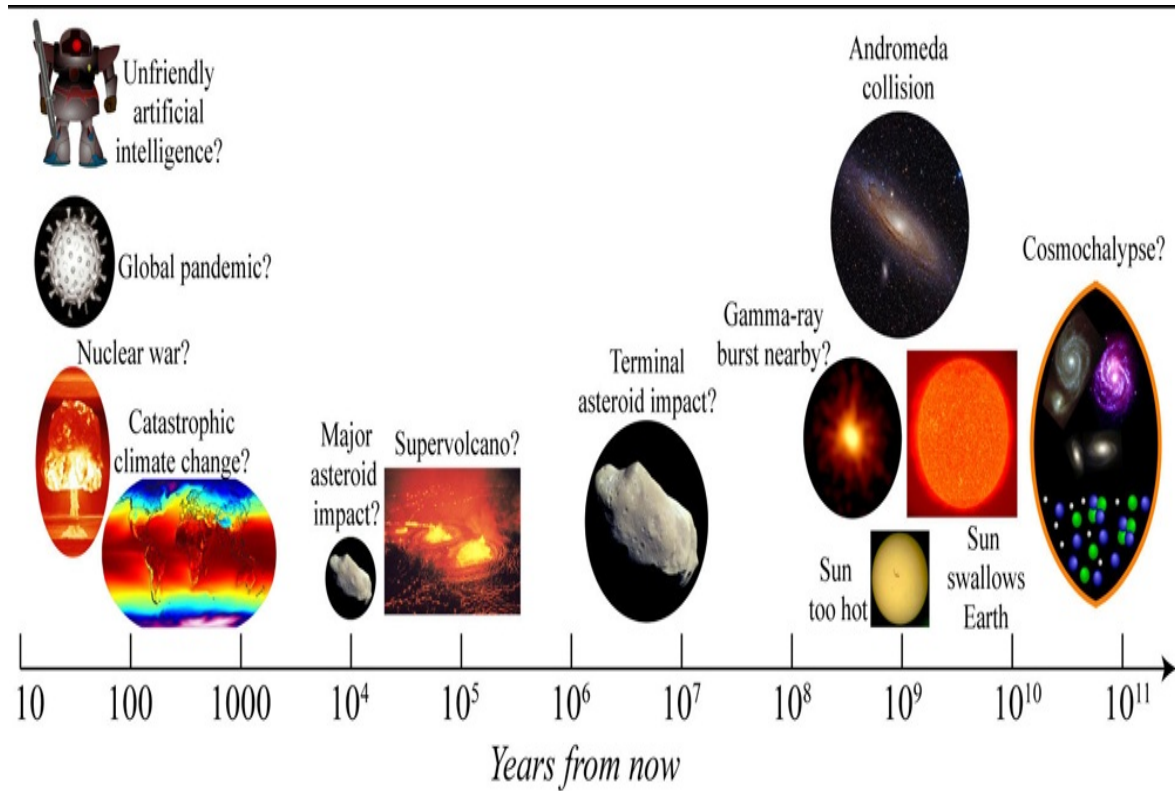 Unfriendly
artificial
intelligence?
Global pandemic?
Nuclear war?
Catastrophic
climate change?
Major
asteroid
impact?
Supervolcano?
Terminal
asteroid impact?
Gamma-ray
burst nearby?
Andromeda
collision
Sun
too hot
Sun
swallows
Earth
Cosmochalypse?
10 100 1000 10⁴ 10⁵ 10⁶ 10⁷ 10⁸ 10⁹ 10¹⁰ 10¹¹
Years from now